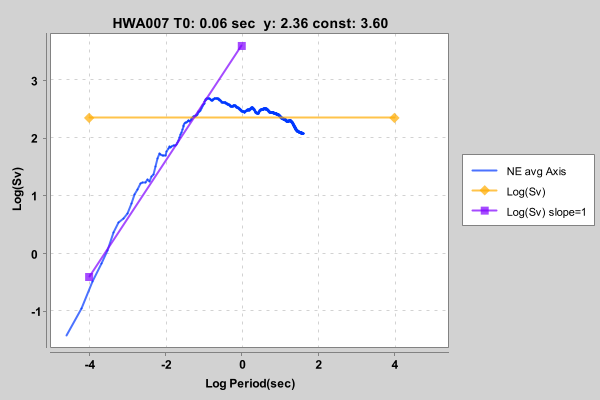 HWA007 T0: 0.06 sec  y: 2.36 const: 3.60
Log(Sv)
3
2
1
0
-1
-4
-2
0
2
4
Log Period(sec)
NE avg Axis
Log(Sv)
Log(Sv) slope=1